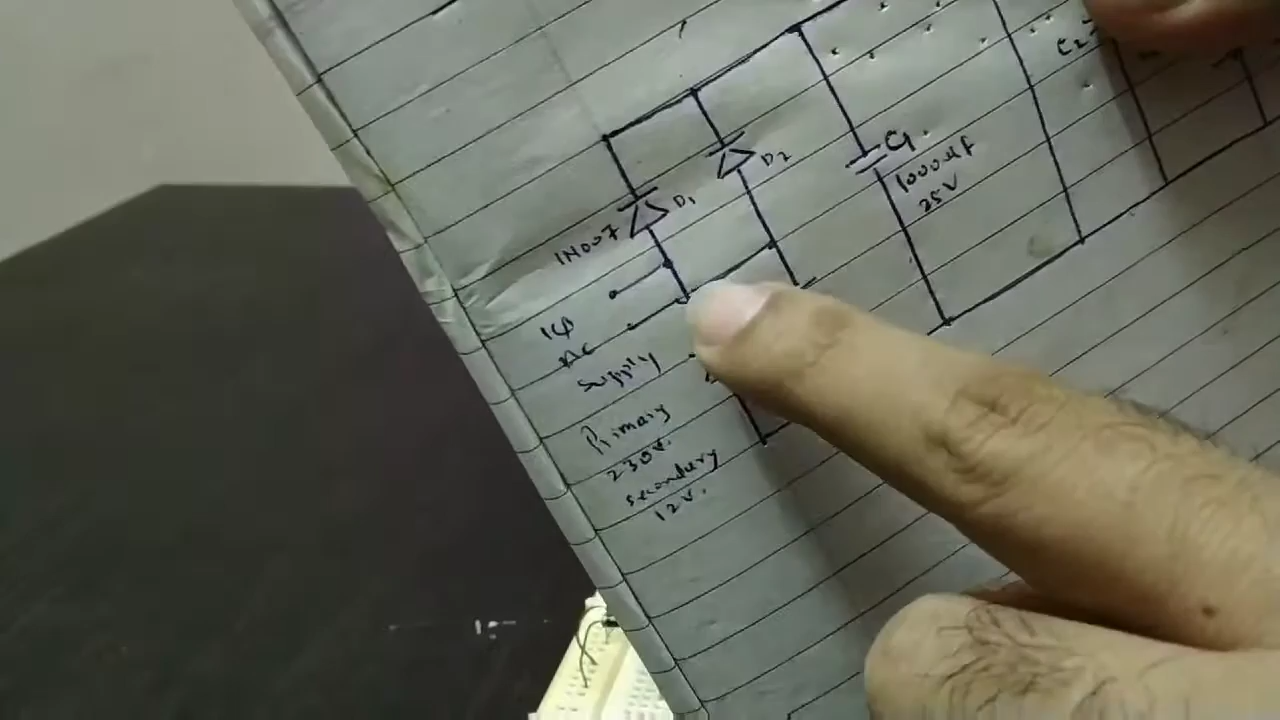 C2
C1.
1000uf
25V
D2
D1
1N007
1φ
AC
Supply
Primary
230v.
secondary
12v.